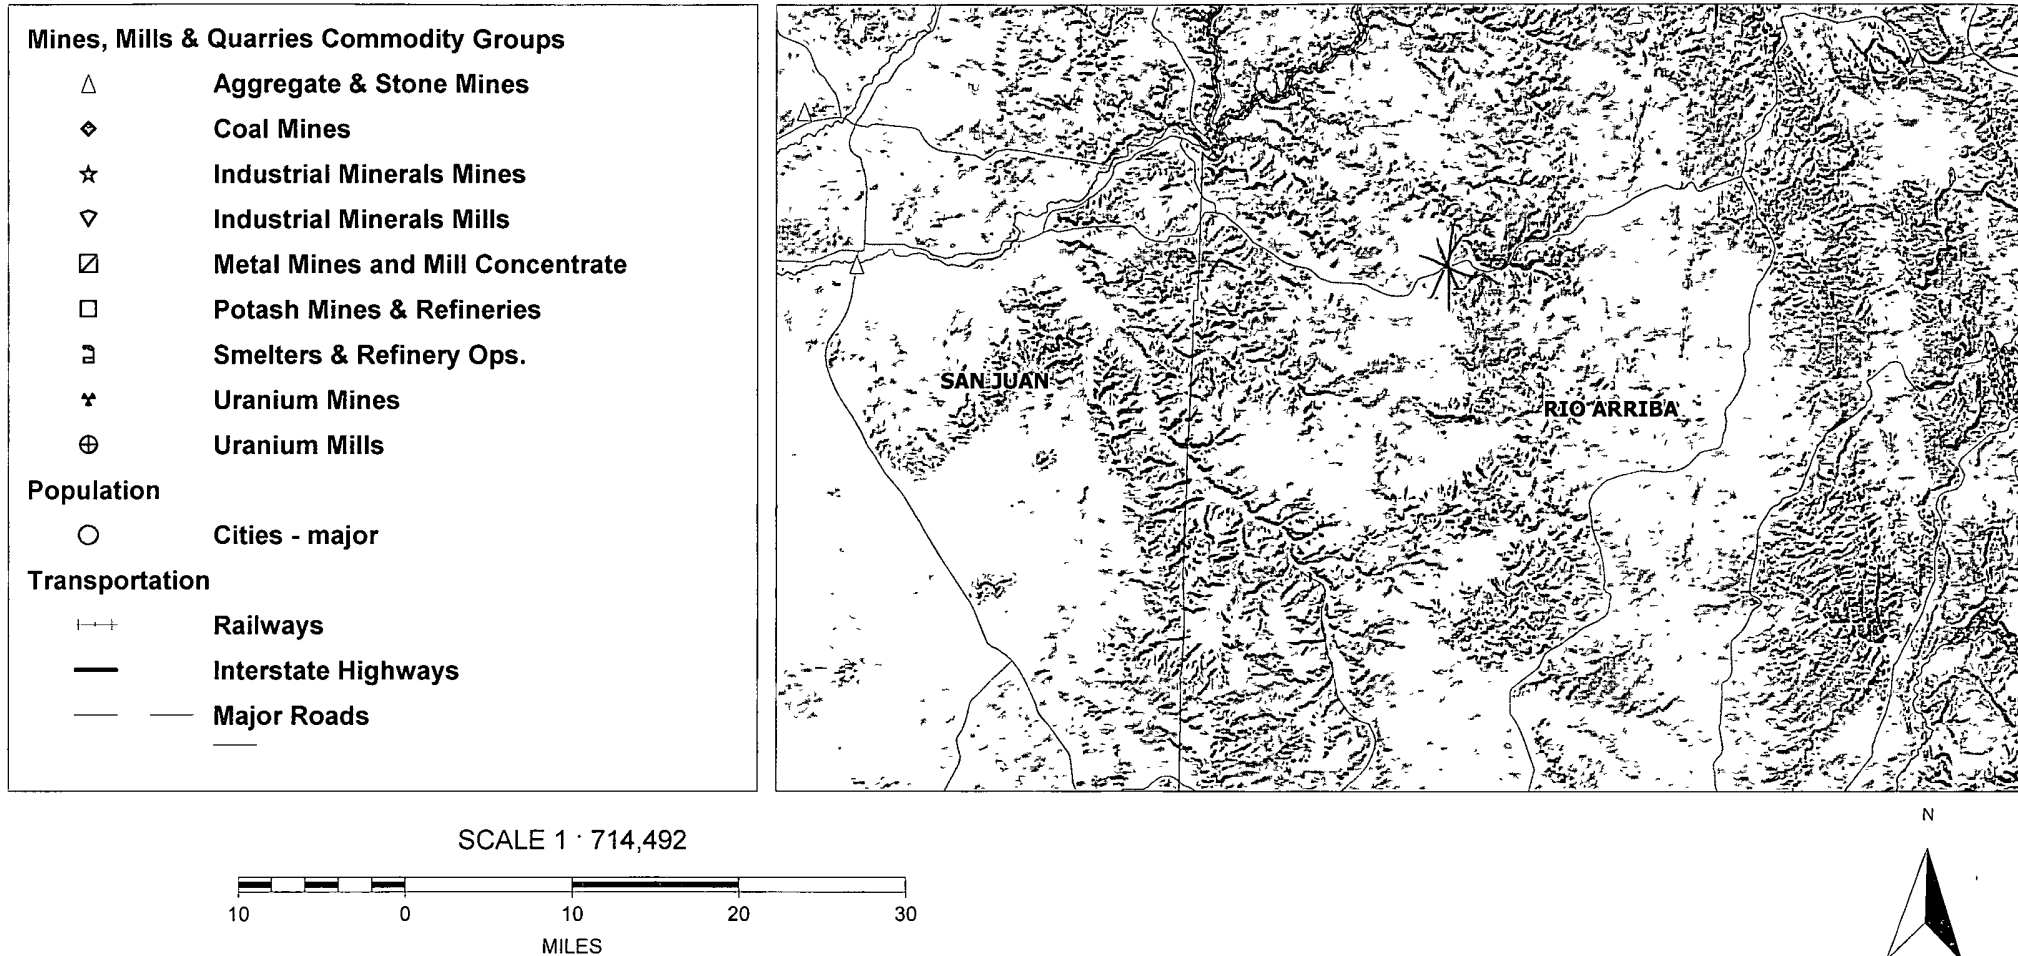 Mines, Mills & Quarries Commodity Groups
Aggregate & Stone Mines
Coal Mines
Industrial Minerals Mines
Industrial Minerals Mills
Metal Mines and Mill Concentrate
Potash Mines & Refineries
Smelters & Refinery Ops.
Uranium Mines
Uranium Mills
Population
Cities - major
Transportation
Railways
Interstate Highways
Major Roads
SAN JUAN
RIO ARRIBA
SCALE 1 : 714,492
10 0 10 20 30
MILES
N